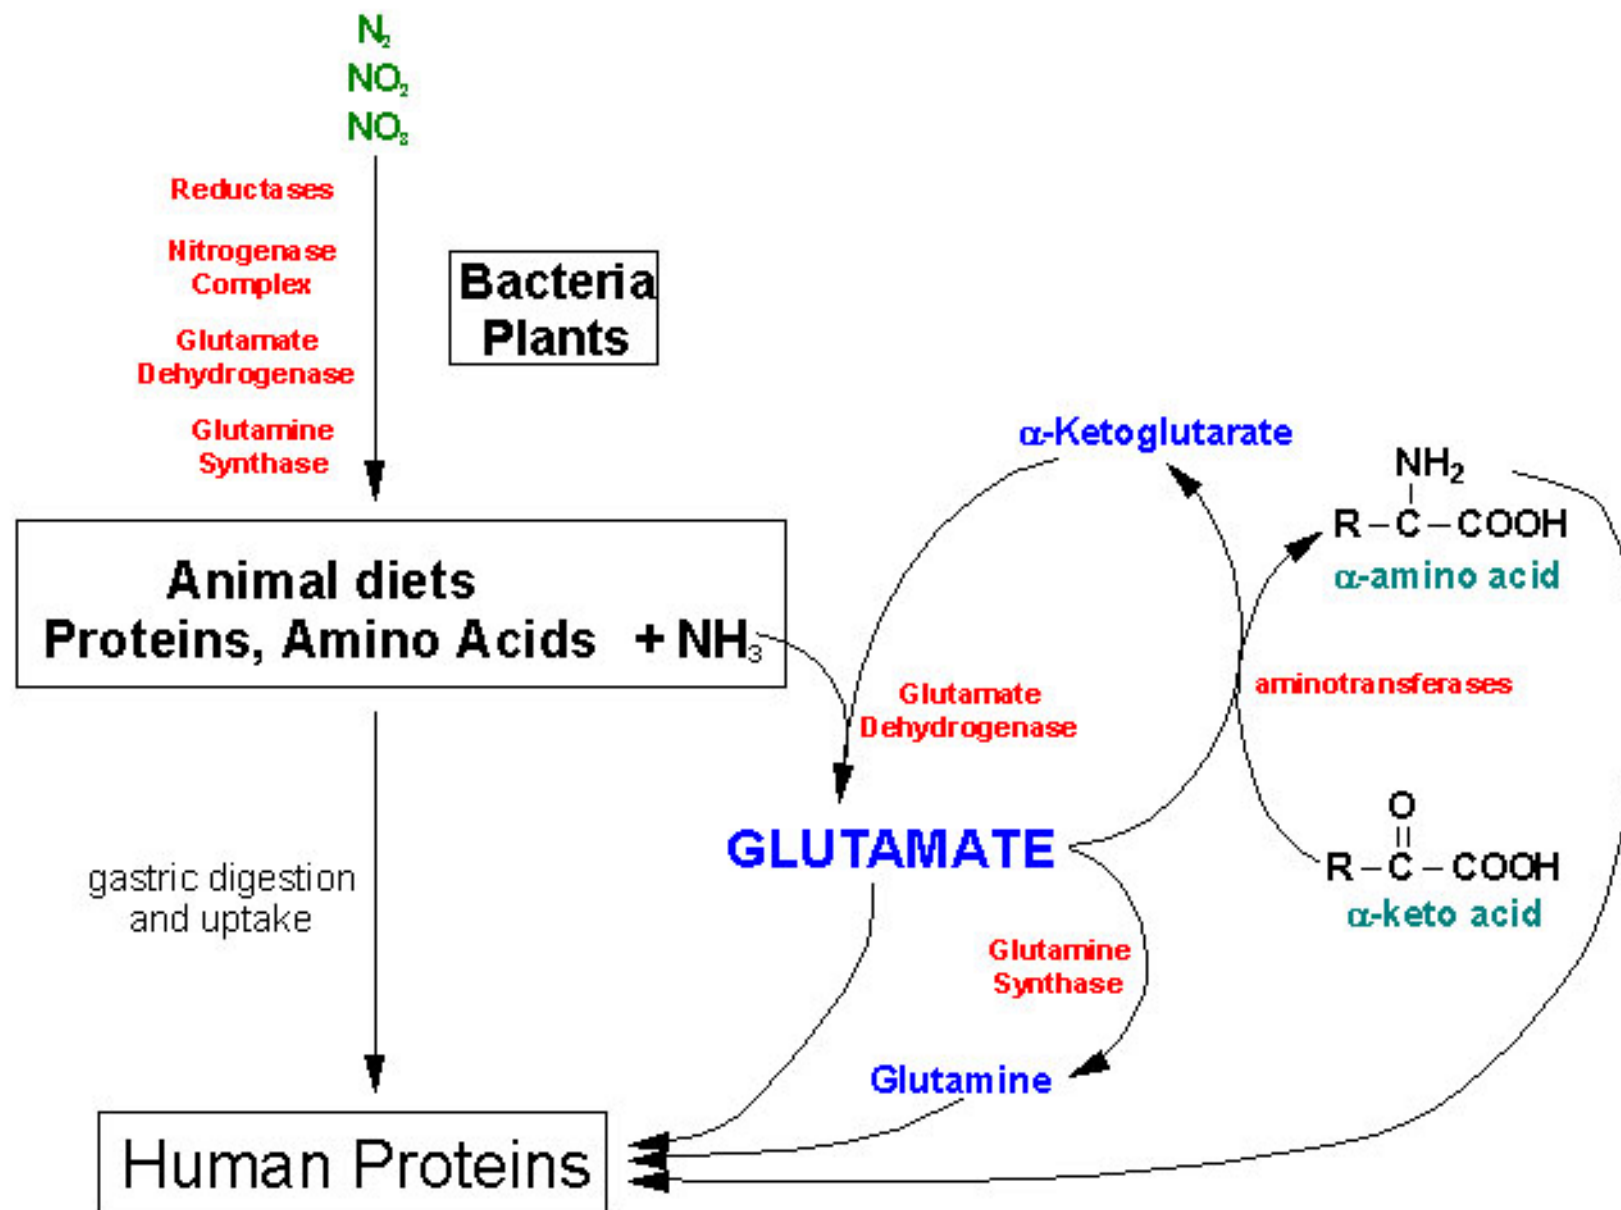 N₂
NO₂
NO₃
Reductases
Nitrogenase
Complex
Glutamate
Dehydrogenase
Glutamine
Synthase
Bacteria
Plants
Animal diets
Proteins, Amino Acids + NH₃
gastric digestion
and uptake
Human Proteins
α-Ketoglutarate
Glutamate
Dehydrogenase
GLUTAMATE
Glutamine
Synthase
Glutamine
aminotransferases
NH₂
R–C–COOH
α-amino acid
O
R–C–COOH
α-keto acid